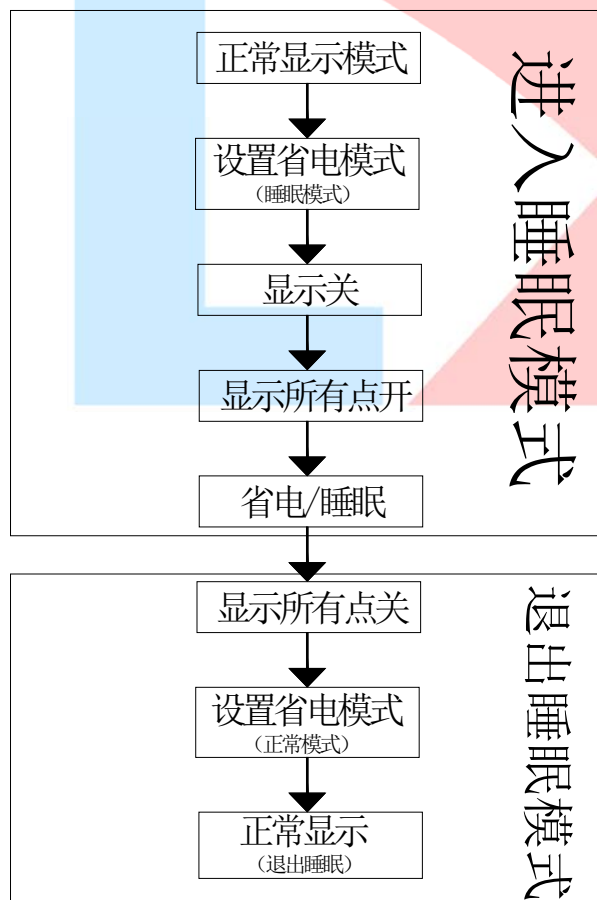 正常显示模式
设置省电模式
（睡眠模式）
显示关
显示所有点开
省电/睡眠
进入睡眠模式
显示所有点关
设置省电模式
（正常模式）
正常显示
（退出睡眠）
退出睡眠模式